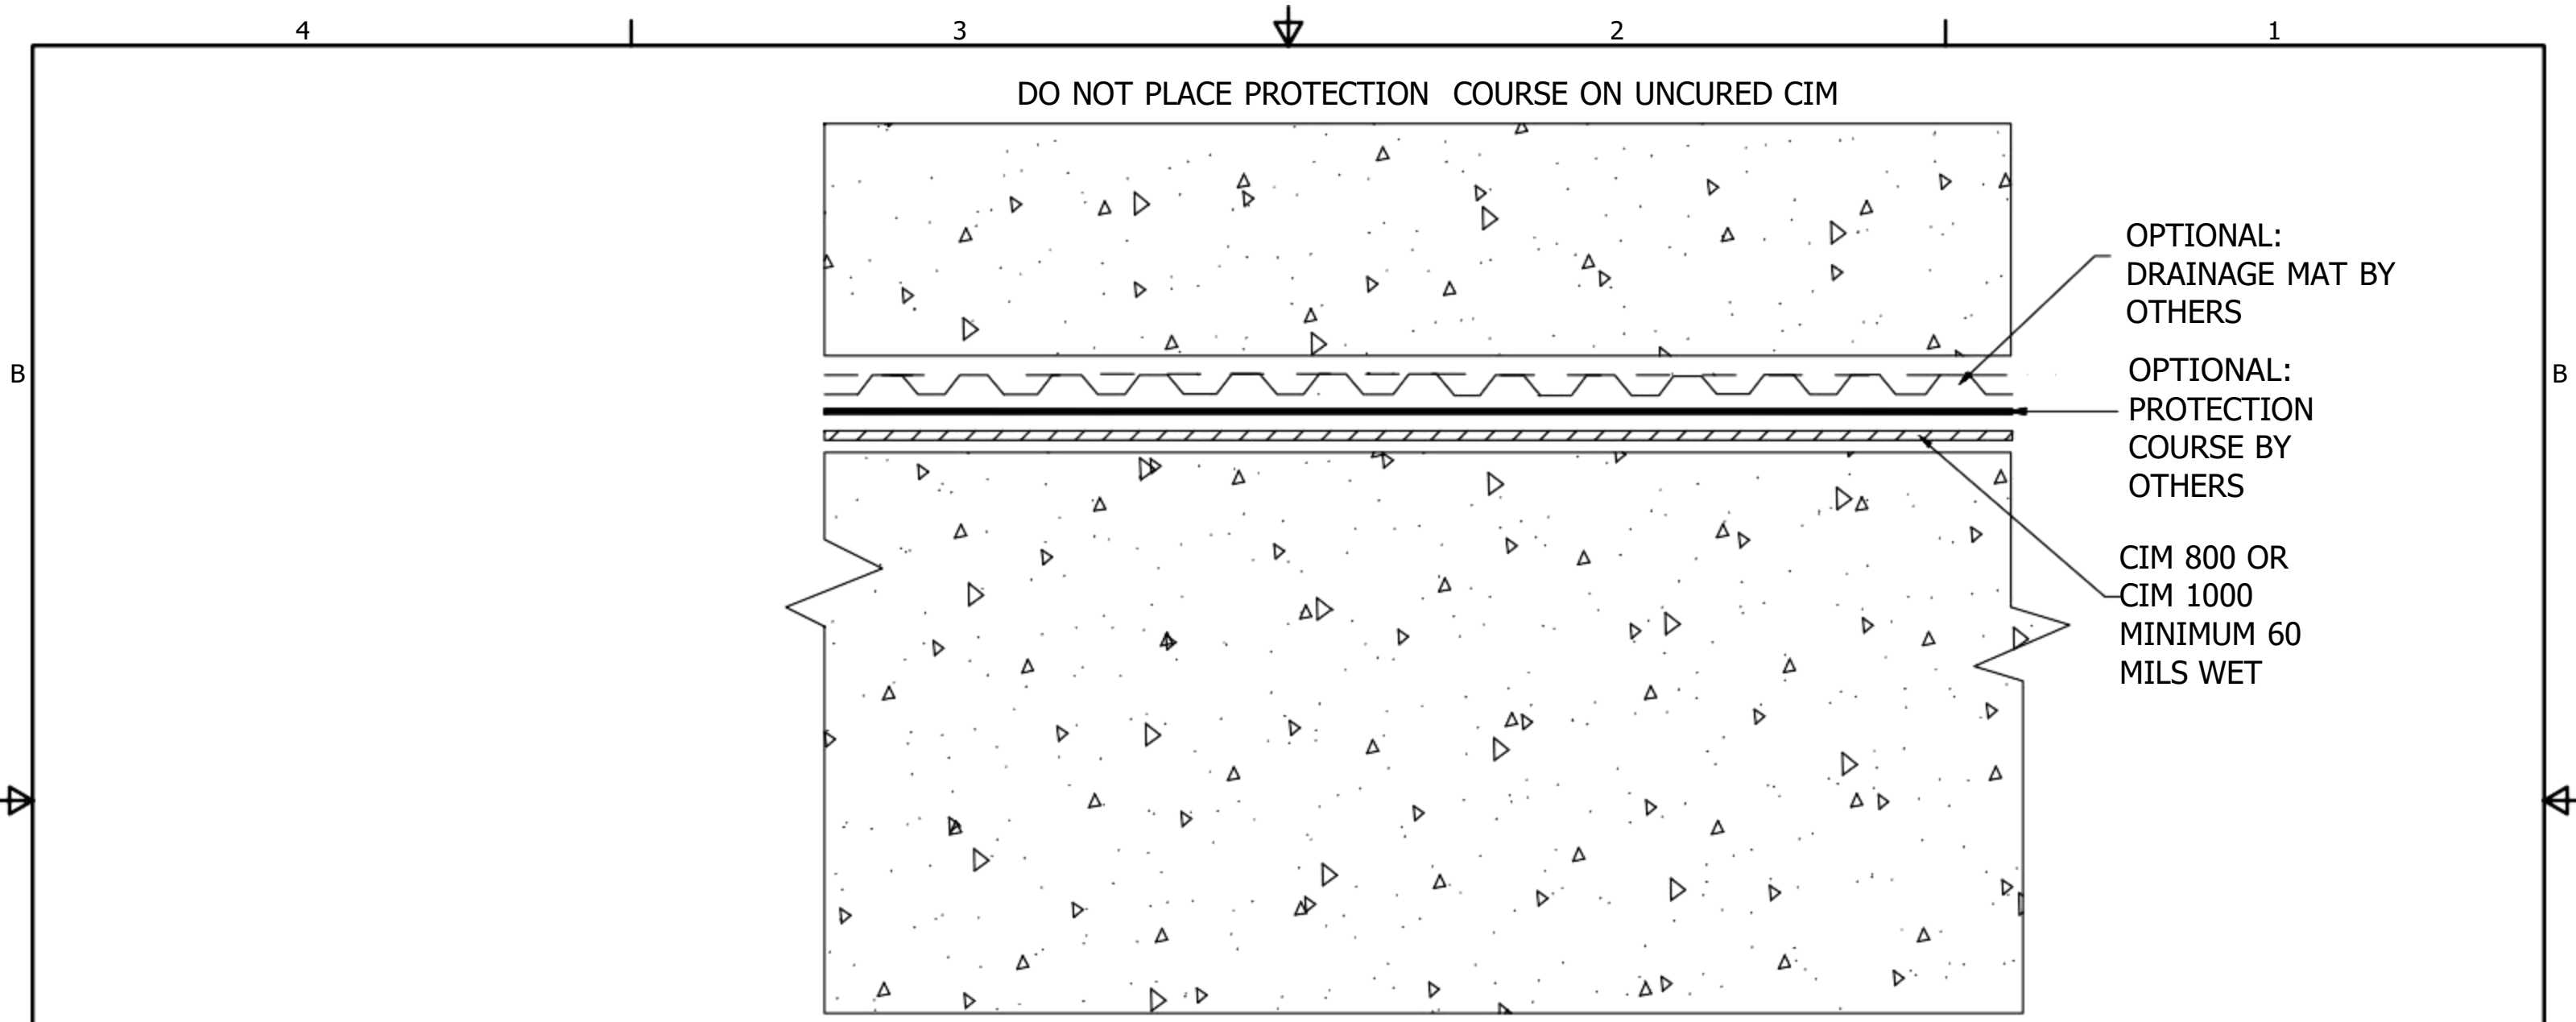 4 3 2 1
DO NOT PLACE PROTECTION  COURSE ON UNCURED CIM
OPTIONAL:
DRAINAGE MAT BY
OTHERS
B
B
OPTIONAL:
PROTECTION
COURSE BY
OTHERS
CIM 800 OR
CIM 1000
MINIMUM 60
MILS WET